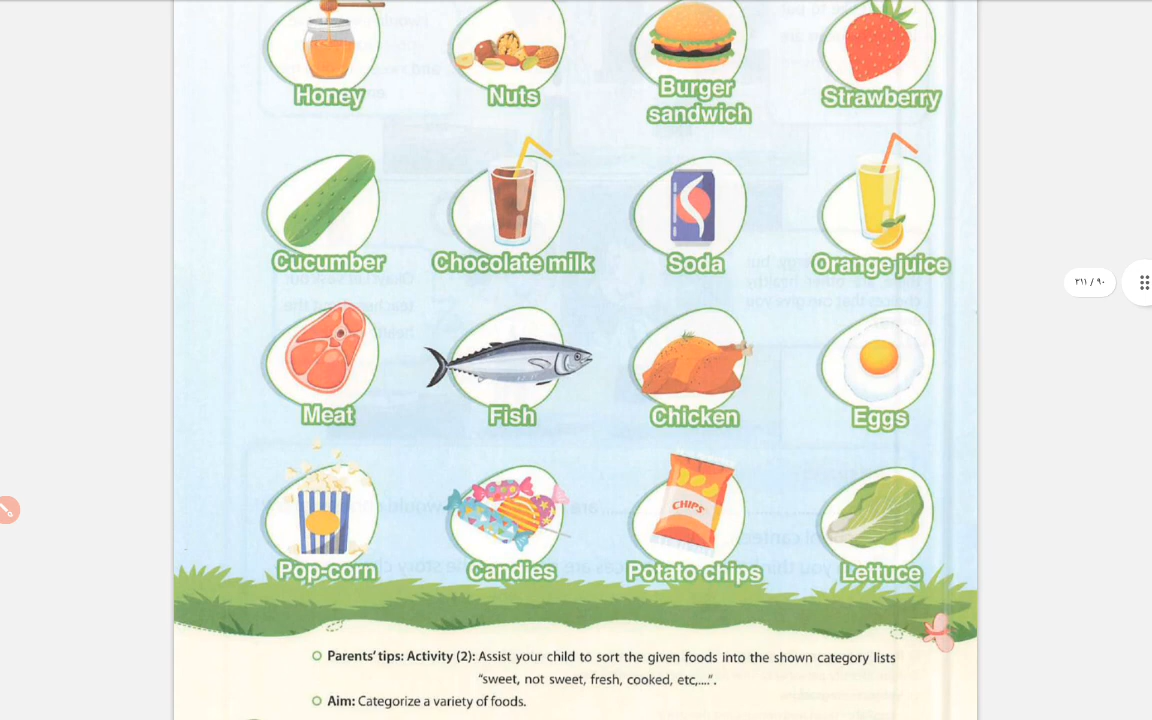 Honey
Nuts
Burger
sandwich
Strawberry
Cucumber
Chocolate milk
Soda
Orange juice
Meat
Fish
Chicken
Eggs
CHIPS
Pop-corn
Candies
Potato chips
Lettuce
Parents' tips: Activity (2): Assist your child to sort the given foods into the shown category lists
"sweet, not sweet, fresh, cooked, etc,....".
Aim: Categorize a variety of foods.
٢١١ / ٩٠